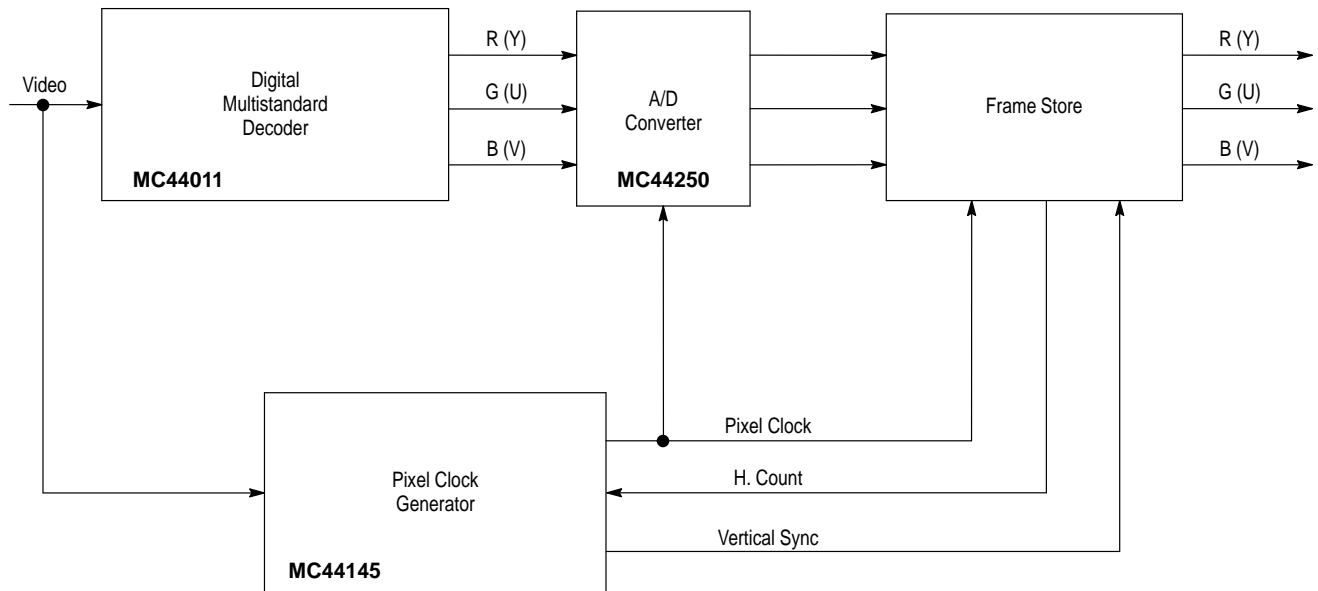 Video
Digital
Multistandard
Decoder
MC44011
R (Y)
G (U)
B (V)
A/D
Converter
MC44250
Frame Store
R (Y)
G (U)
B (V)
Pixel Clock
Generator
MC44145
Pixel Clock
H. Count
Vertical Sync